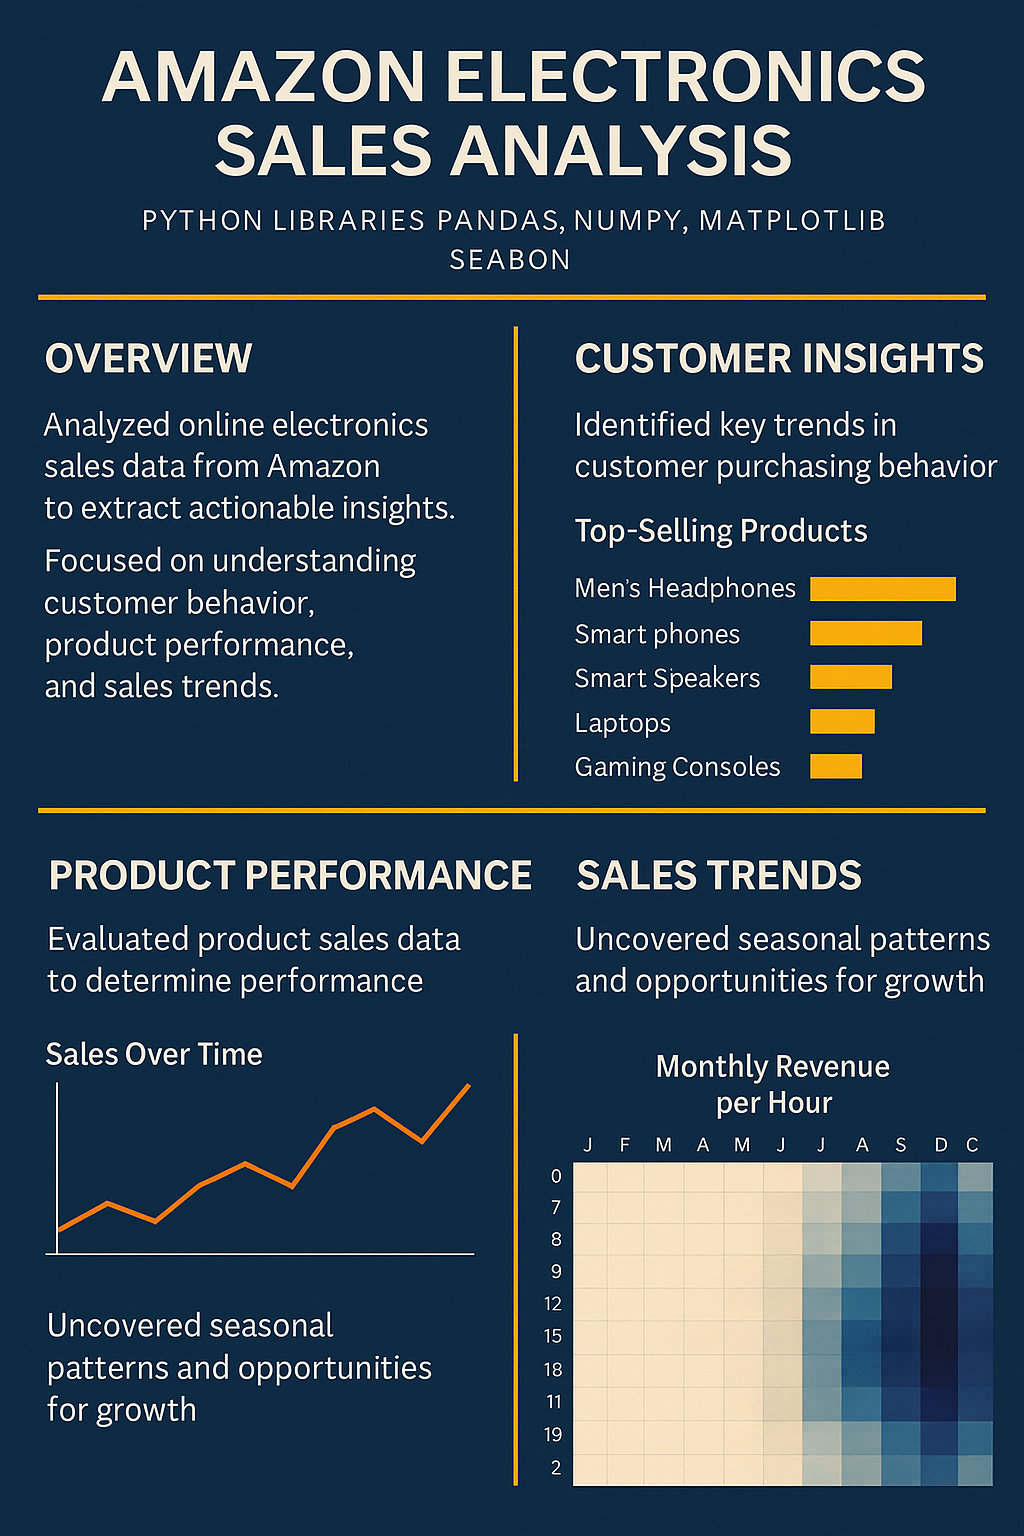 AMAZON ELECTRONICS
SALES ANALYSIS
PYTHON LIBRARIES PANDAS, NUMPY, MATPLOTLIB
SEABON
OVERVIEW
Analyzed online electronics
sales data from Amazon
to extract actionable insights.
Focused on understanding
customer behavior,
product performance,
and sales trends.
CUSTOMER INSIGHTS
Identified key trends in
customer purchasing behavior
Top-Selling Products
Men's Headphones
Smart phones
Smart Speakers
Laptops
Gaming Consoles
PRODUCT PERFORMANCE
Evaluated product sales data
to determine performance
Sales Over Time
Uncovered seasonal
patterns and opportunities
for growth
SALES TRENDS
Uncovered seasonal patterns
and opportunities for growth
Monthly Revenue
per Hour
J F M A M J J A S D C
0
7
8
9
12
15
18
11
19
2